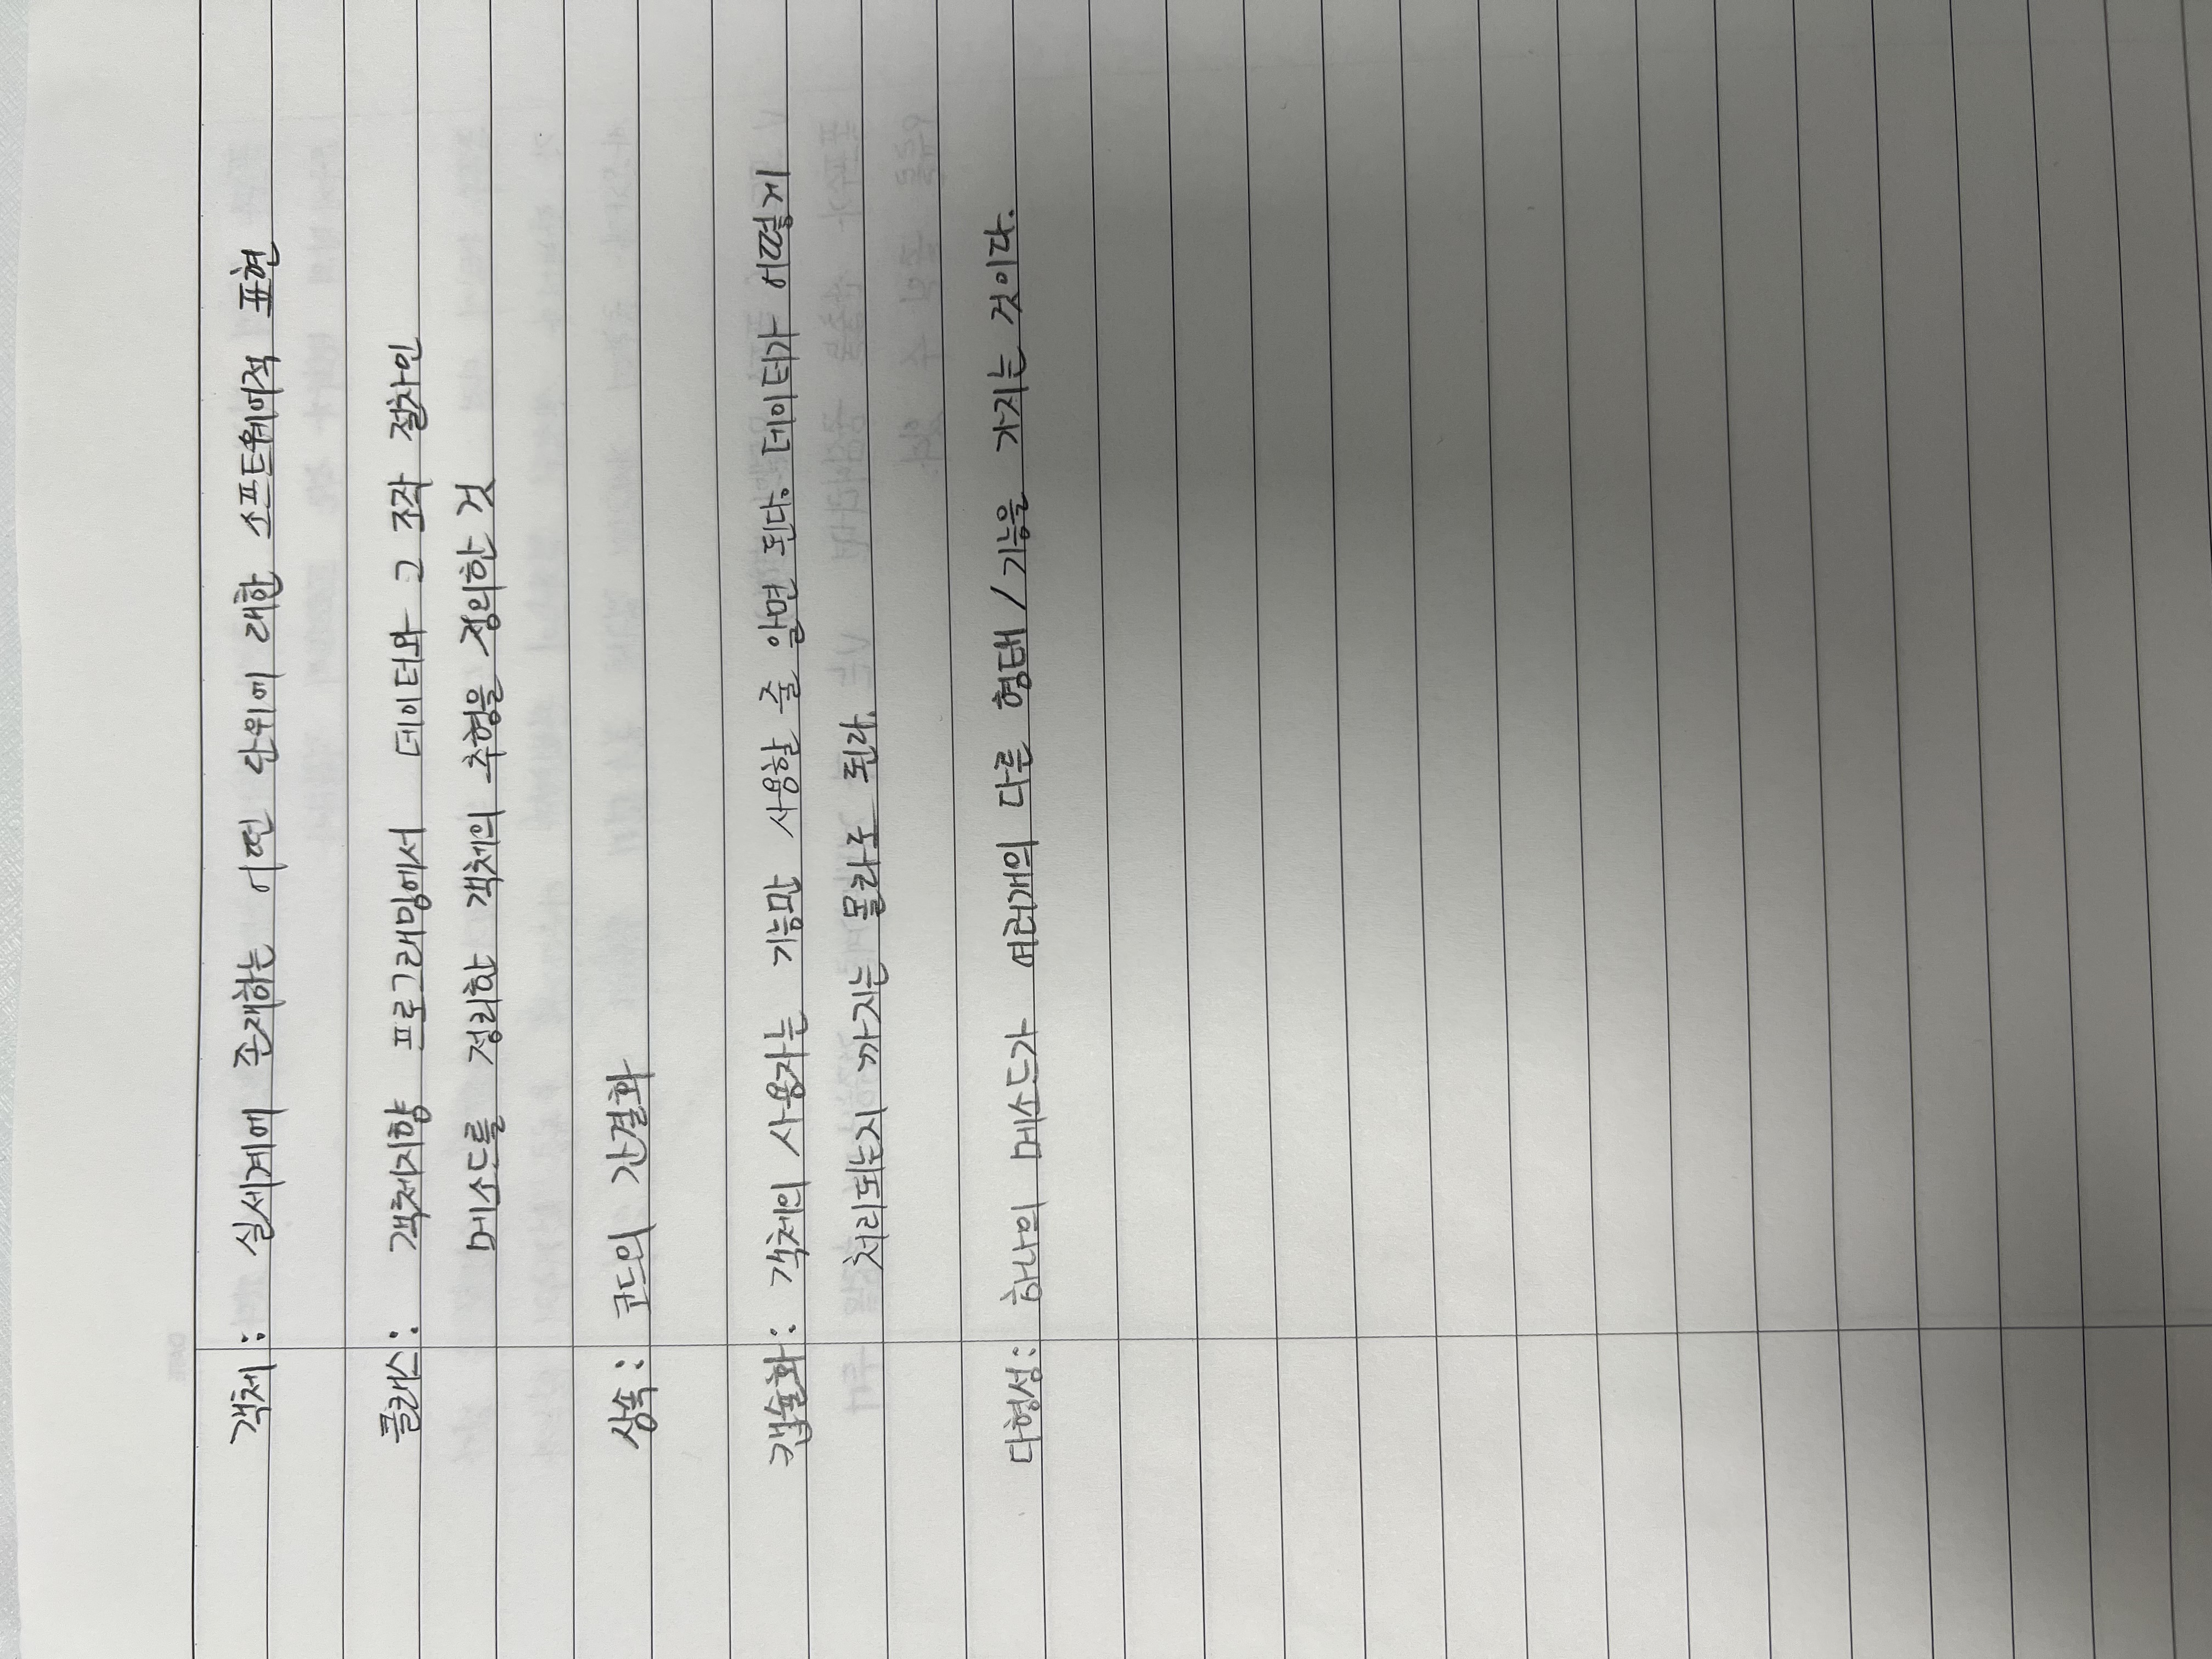 객체: 실세계에 존재하는 어떤 단위에 대한 소프트웨어적 표현
클래스: 객체지향 프로그래밍에서 데이터와 그 조작 절차인
메소드를 정리한 객체의 추형을 정의한 것
상속: 코드의 간결화
캡슐화: 객체의 사용자는 기능만 사용할 줄 알면 된다. 데이터가 어떻게
처리되는지 까지는 몰라도 된다.
다형성: 하나의 메소드가 여러개의 다른 형태 / 기능을 가지는 것이다.